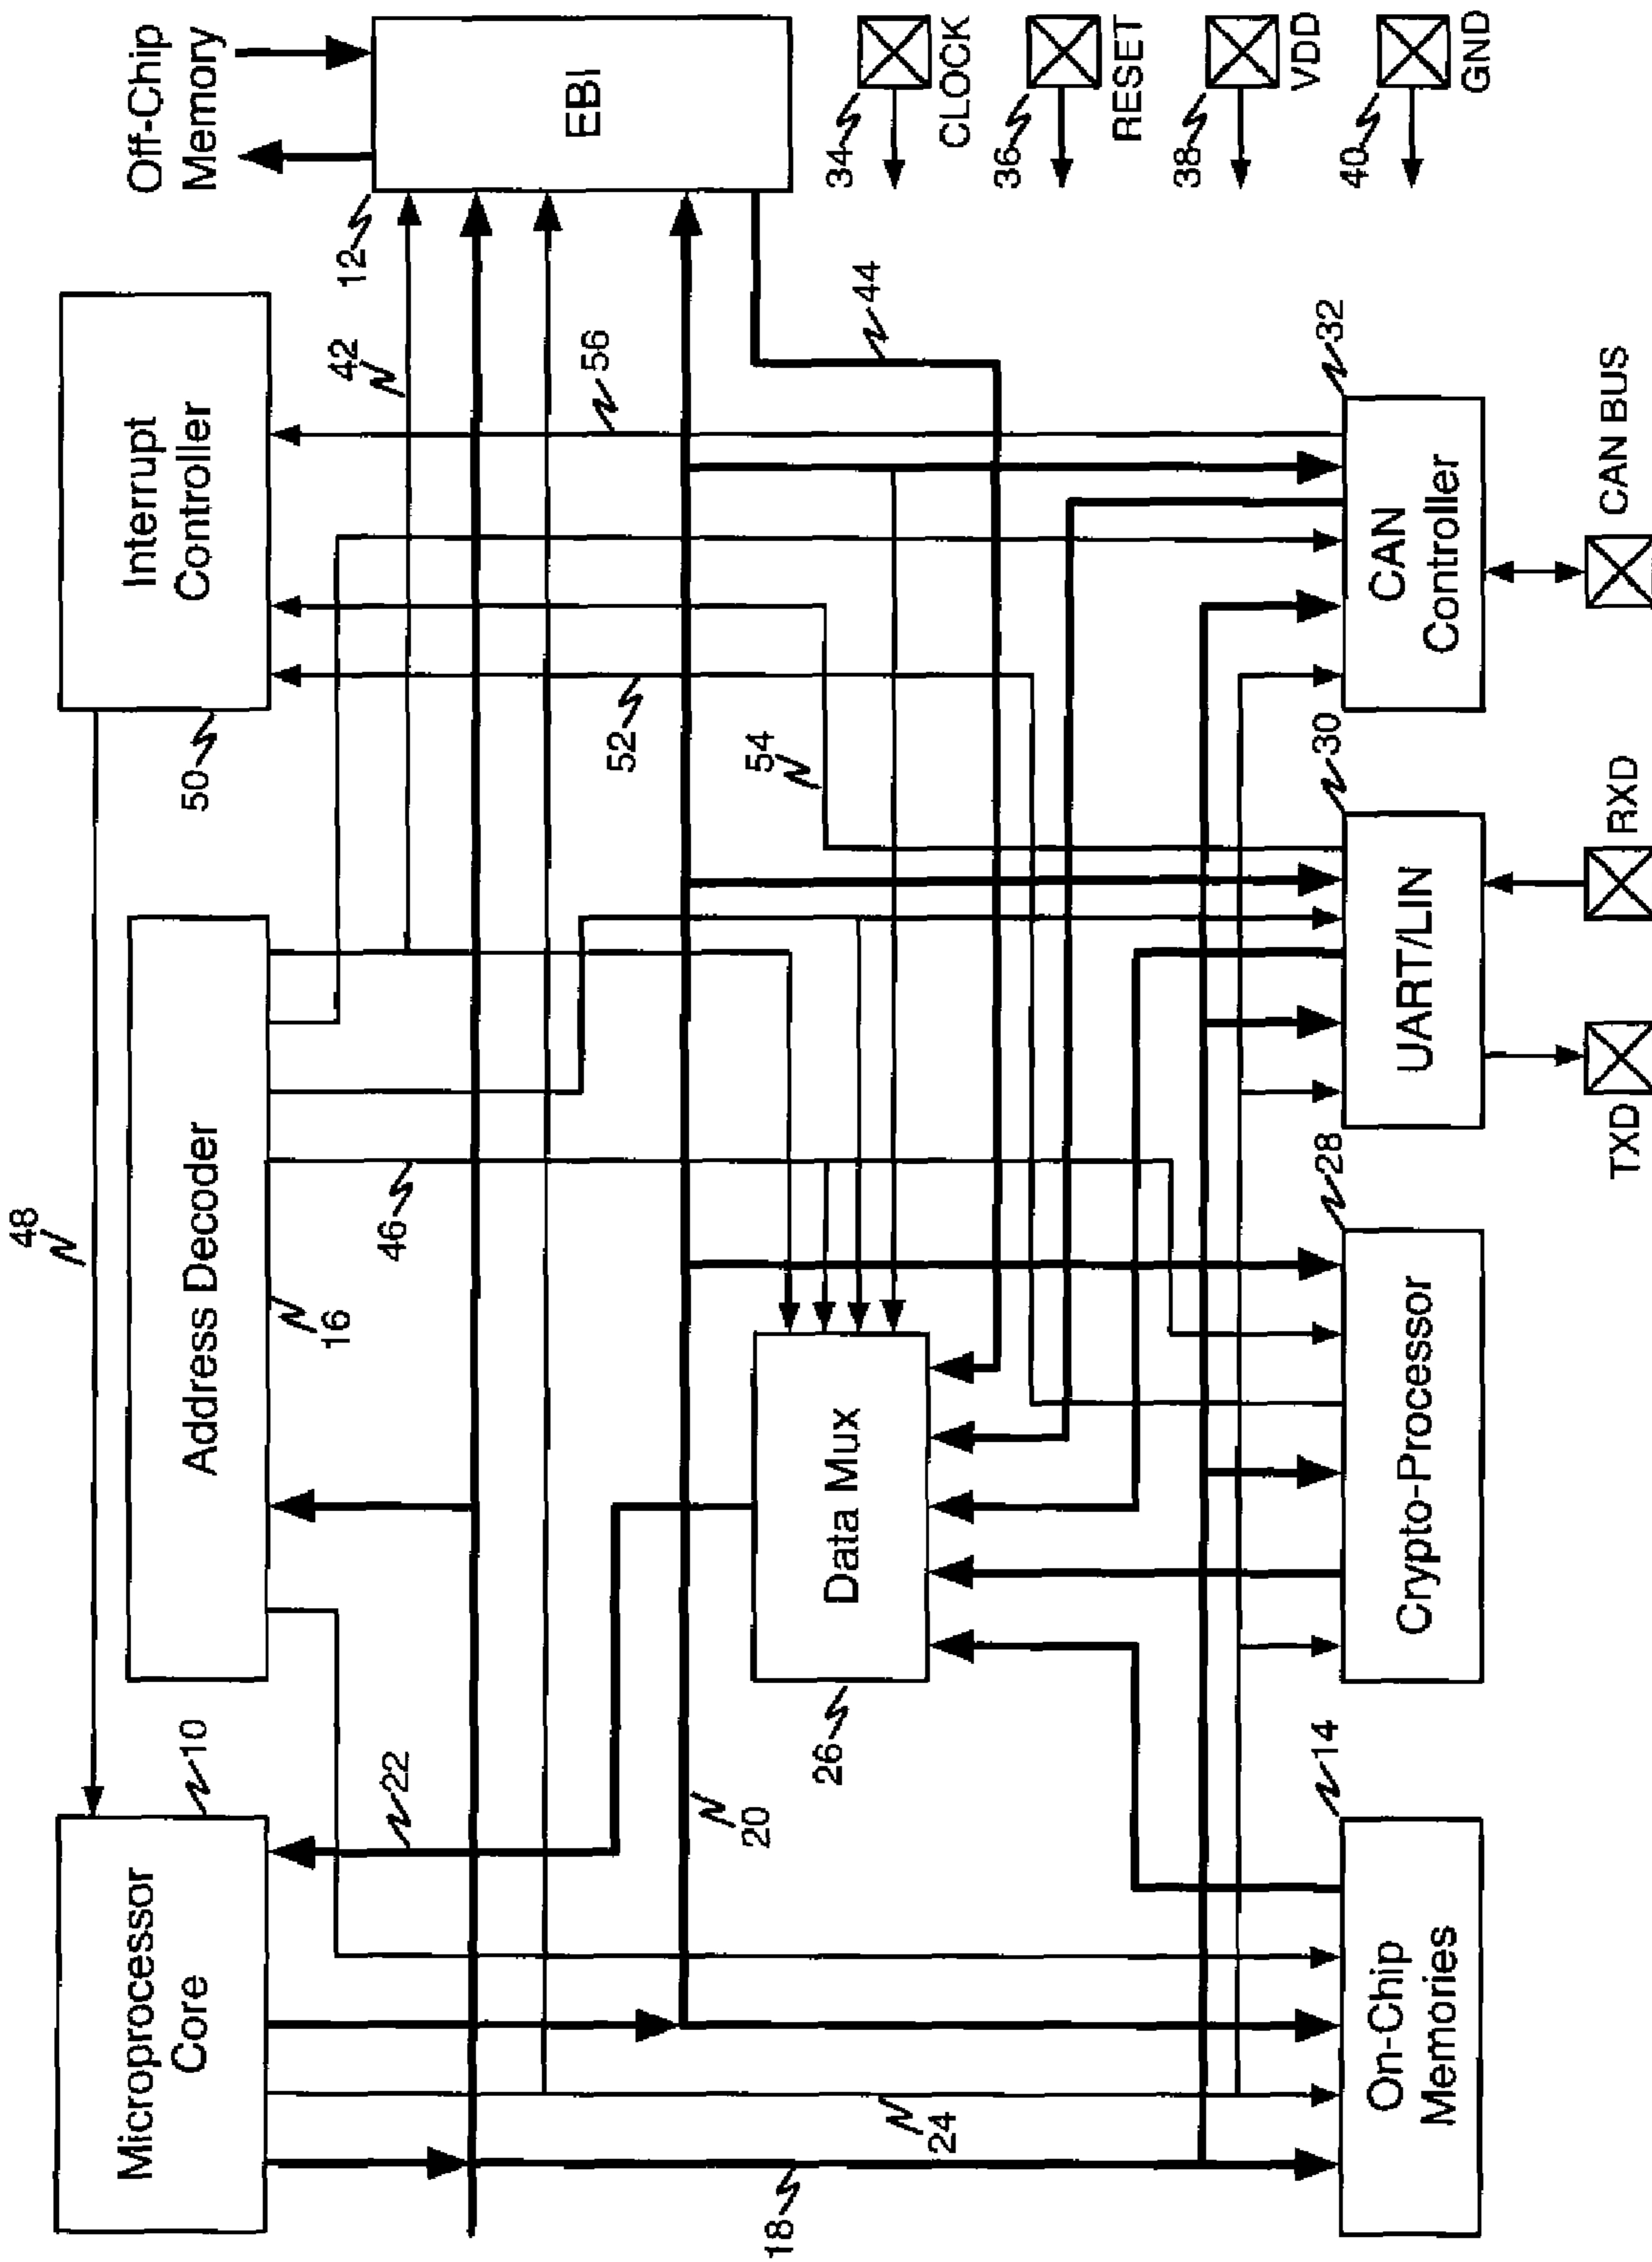 48
Microprocessor
Core
10
Address Decoder
16
Interrupt
Controller
50
Off-Chip
Memory
EBI
12
22
46
42
56
52
20
54
44
18
24
26
Data Mux
34
CLOCK
36
RESET
38
VDD
40
GND
14
On-Chip
Memories
28
Crypto-Processor
30
UART/LIN
32
CAN
Controller
TXD
RXD
CAN BUS